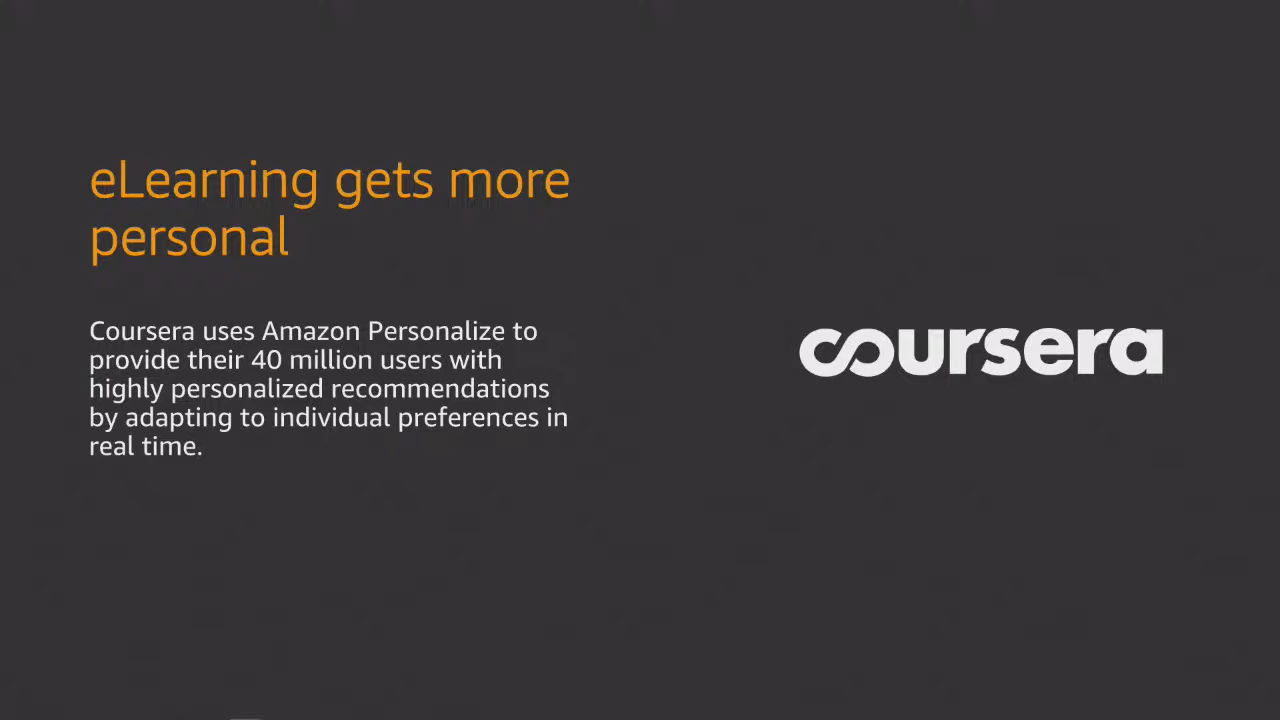 eLearning gets more
personal
Coursera uses Amazon Personalize to
provide their 40 million users with
highly personalized recommendations
by adapting to individual preferences in
real time.
coursera